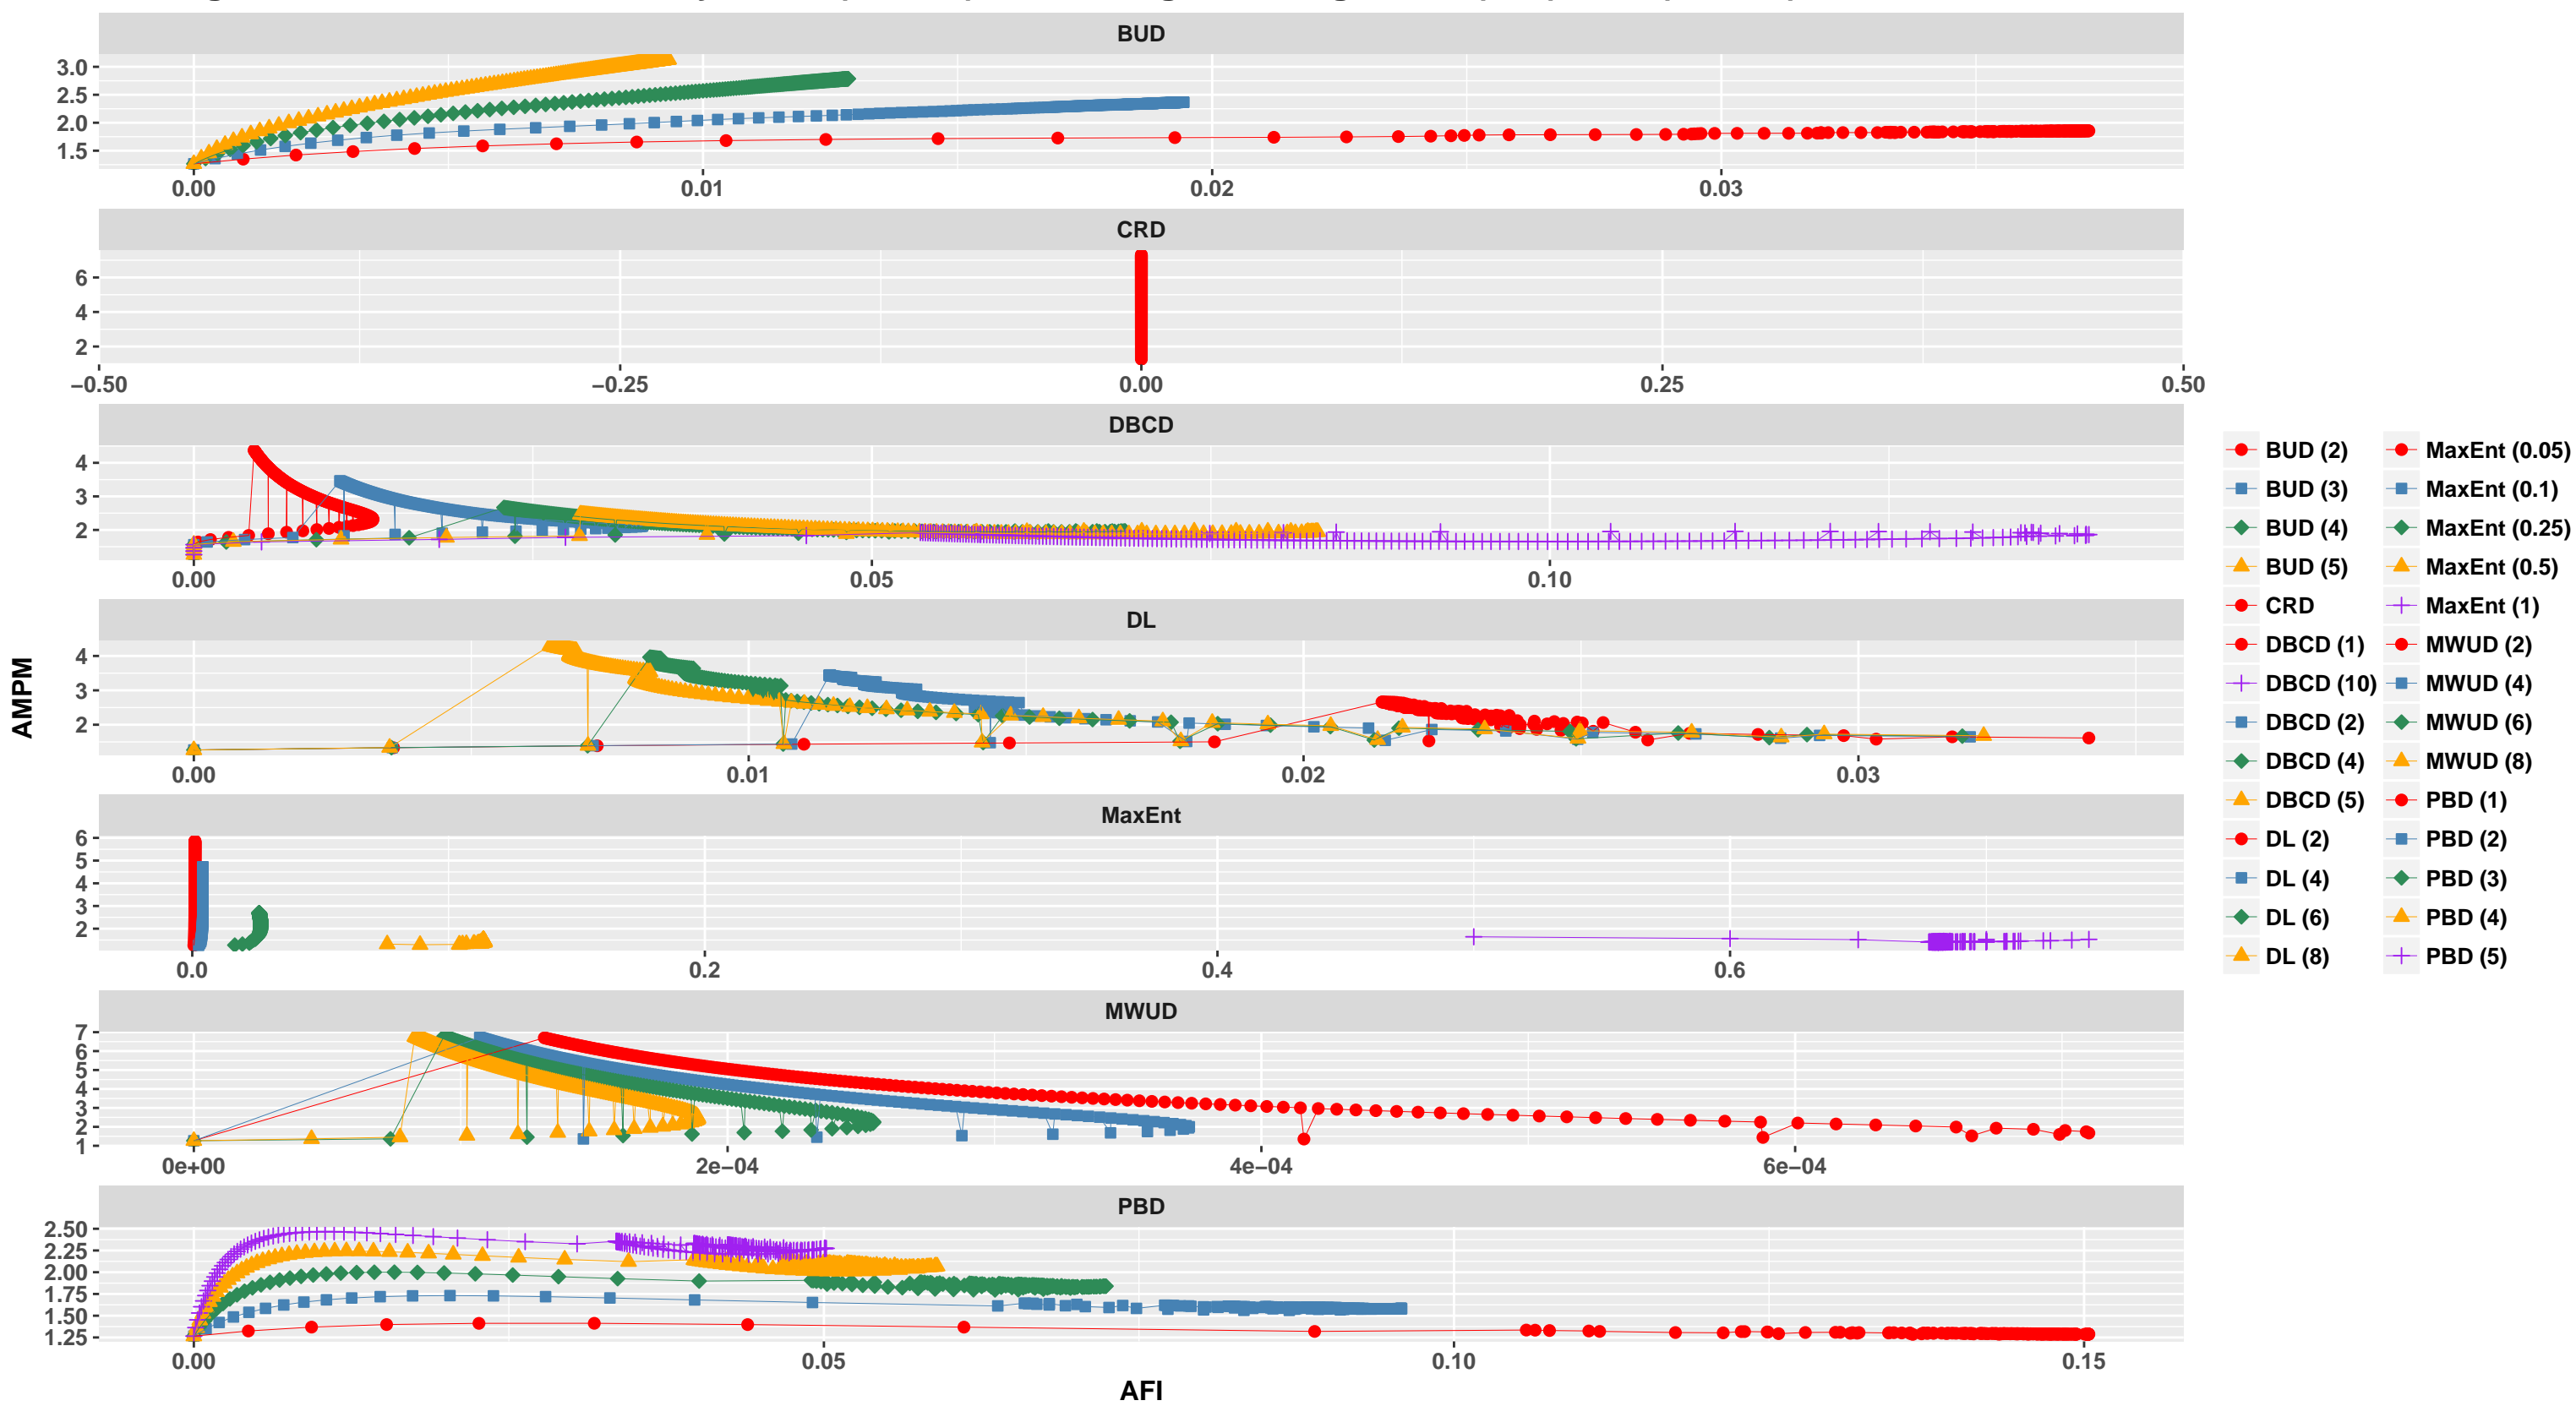 BUD
3.0
2.5
2.0
1.5
0.00 0.01 0.02 0.03
CRD
6
4
2
−0.50 −0.25 0.00 0.25 0.50
DBCD
4
3
2
0.00 0.05 0.10
DL
4
3
2
0.00 0.01 0.02 0.03
MaxEnt
6
5
4
3
2
0.0 0.2 0.4 0.6
MWUD
7
6
5
4
3
2
1
0e+00 2e−04 4e−04 6e−04
PBD
2.50
2.25
2.00
1.75
1.50
1.25
0.00 0.05 0.10 0.15
AFI
AMPM
BUD (2) MaxEnt (0.05)
BUD (3) MaxEnt (0.1)
BUD (4) MaxEnt (0.25)
BUD (5) MaxEnt (0.5)
CRD MaxEnt (1)
DBCD (1) MWUD (2)
DBCD (10) MWUD (4)
DBCD (2) MWUD (6)
DBCD (4) MWUD (8)
DBCD (5) PBD (1)
DL (2) PBD (2)
DL (4) PBD (3)
DL (6) PBD (4)
DL (8) PBD (5)